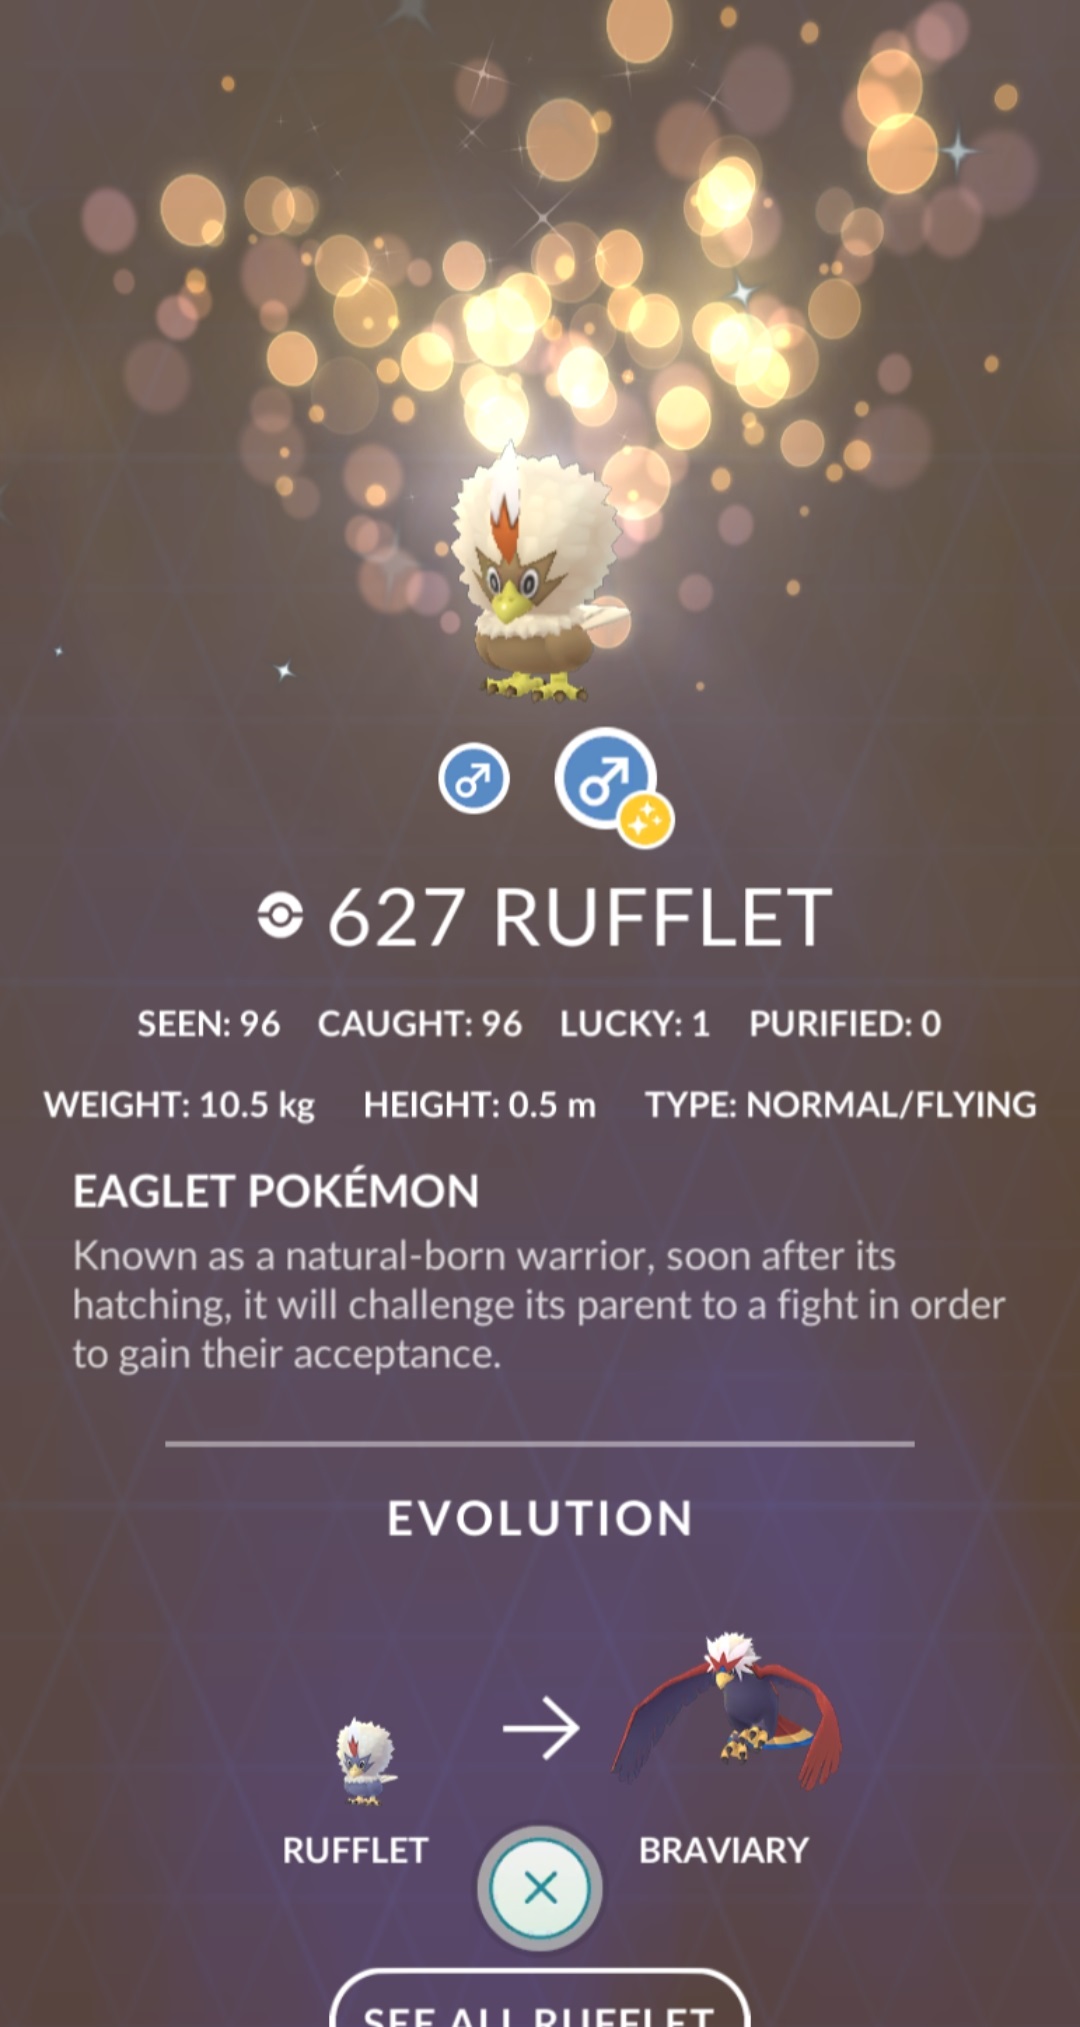 627 RUFFLET
SEEN: 96 CAUGHT: 96 LUCKY: 1 PURIFIED: 0
WEIGHT: 10.5 kg HEIGHT: 0.5 m TYPE: NORMAL/FLYING
EAGLET POKÉMON
Known as a natural-born warrior, soon after its
hatching, it will challenge its parent to a fight in order
to gain their acceptance.
EVOLUTION
RUFFLET BRAVIARY
SEE ALL RUFFLET